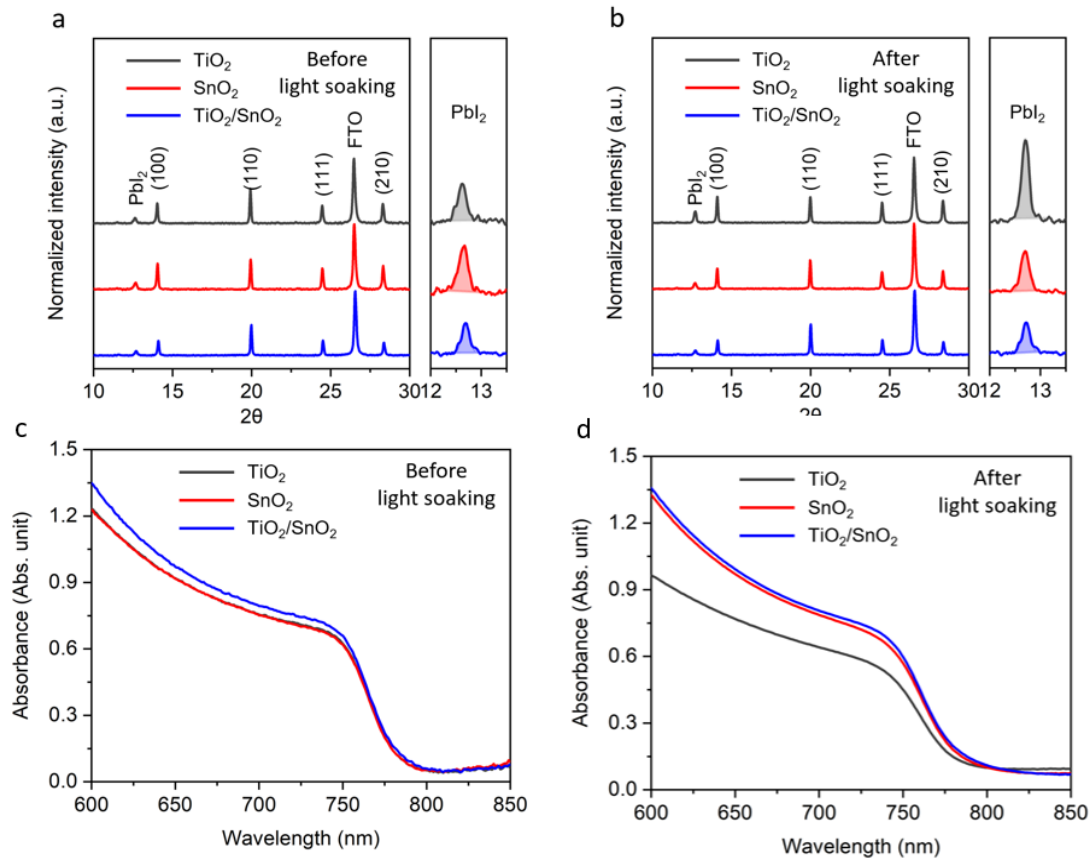 a
TiO₂
SnO₂
TiO₂/SnO₂
Before
light soaking
PbI₂
(100)
(110)
(111)
FTO
(210)
PbI₂
Normalized intensity (a.u.)
10 15 20 25 30
12 13
2θ
b
TiO₂
SnO₂
TiO₂/SnO₂
After
light soaking
PbI₂
(100)
(110)
(111)
FTO
(210)
PbI₂
Normalized intensity (a.u.)
10 15 20 25 30
12 13
2θ
c
TiO₂
SnO₂
TiO₂/SnO₂
Before
light soaking
Absorbance (Abs. unit)
1.5
1.2
0.9
0.6
0.3
0.0
600 650 700 750 800 850
Wavelength (nm)
d
TiO₂
SnO₂
TiO₂/SnO₂
After
light soaking
Absorbance (Abs. unit)
1.5
1.2
0.9
0.6
0.3
0.0
600 650 700 750 800 850
Wavelength (nm)